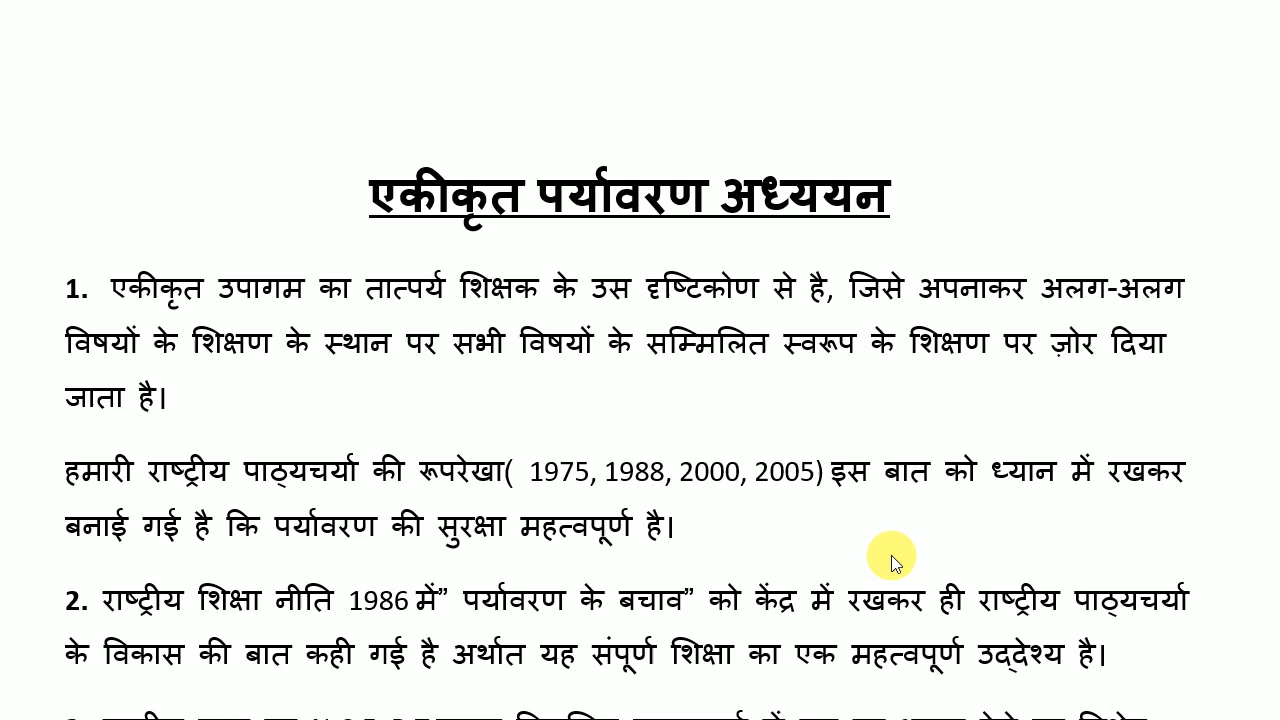 एकीकृत पर्यावरण अध्ययन
1. एकीकृत उपागम का तात्पर्य शिक्षक के उस दृष्टिकोण से है, जिसे अपनाकर अलग-अलग
विषयों के शिक्षण के स्थान पर सभी विषयों के सम्मिलित स्वरूप के शिक्षण पर ज़ोर दिया
जाता है।
हमारी राष्ट्रीय पाठ्यचर्या की रूपरेखा( 1975, 1988, 2000, 2005) इस बात को ध्यान में रखकर
बनाई गई है कि पर्यावरण की सुरक्षा महत्वपूर्ण है।
2. राष्ट्रीय शिक्षा नीति 1986 में” पर्यावरण के बचाव” को केंद्र में रखकर ही राष्ट्रीय पाठ्यचर्या
के विकास की बात कही गई है अर्थात यह संपूर्ण शिक्षा का एक महत्वपूर्ण उद्देश्य है।